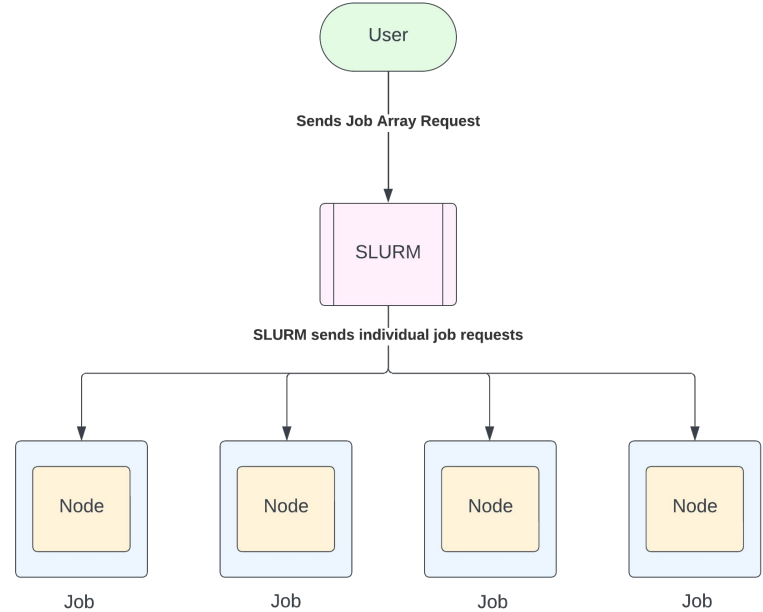 User
Sends Job Array Request
SLURM
SLURM sends individual job requests
Node
Node
Node
Node
Job
Job
Job
Job